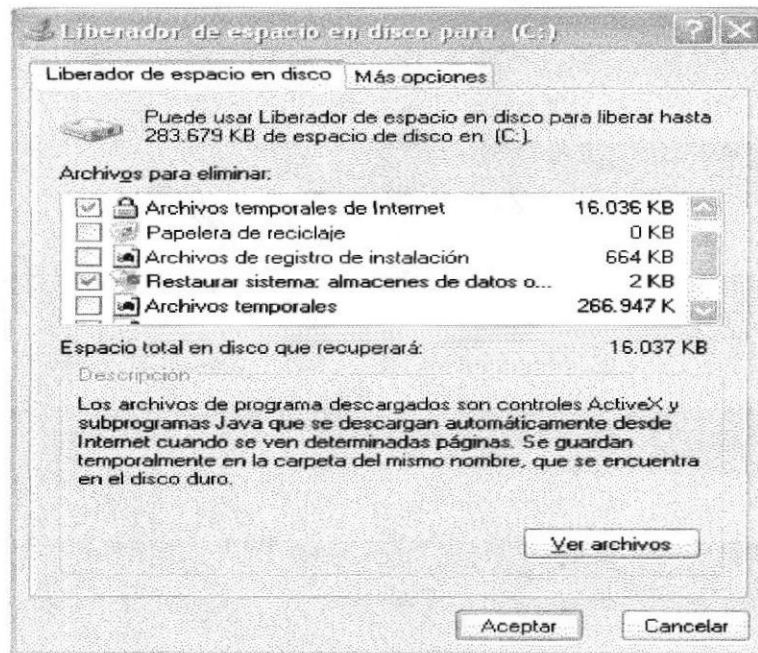 Liberador de espacio en disco para (C:)
Liberador de espacio en disco
Más opciones
Puede usar Liberador de espacio en disco para liberar hasta
283.679 KB de espacio de disco en (C:).
Archivos para eliminar:
Archivos temporales de Internet 16.036 KB
Papelera de reciclaje 0 KB
Archivos de registro de instalación 664 KB
Restaurar sistema: almacenes de datos o... 2 KB
Archivos temporales 266.947 K
Espacio total en disco que recuperará: 16.037 KB
Descripción
Los archivos de programa descargados son controles ActiveX y
subprogramas Java que se descargan automáticamente desde
Internet cuando se ven determinadas páginas. Se guardan
temporalmente en la carpeta del mismo nombre, que se encuentra
en el disco duro.
Ver archivos
Aceptar Cancelar